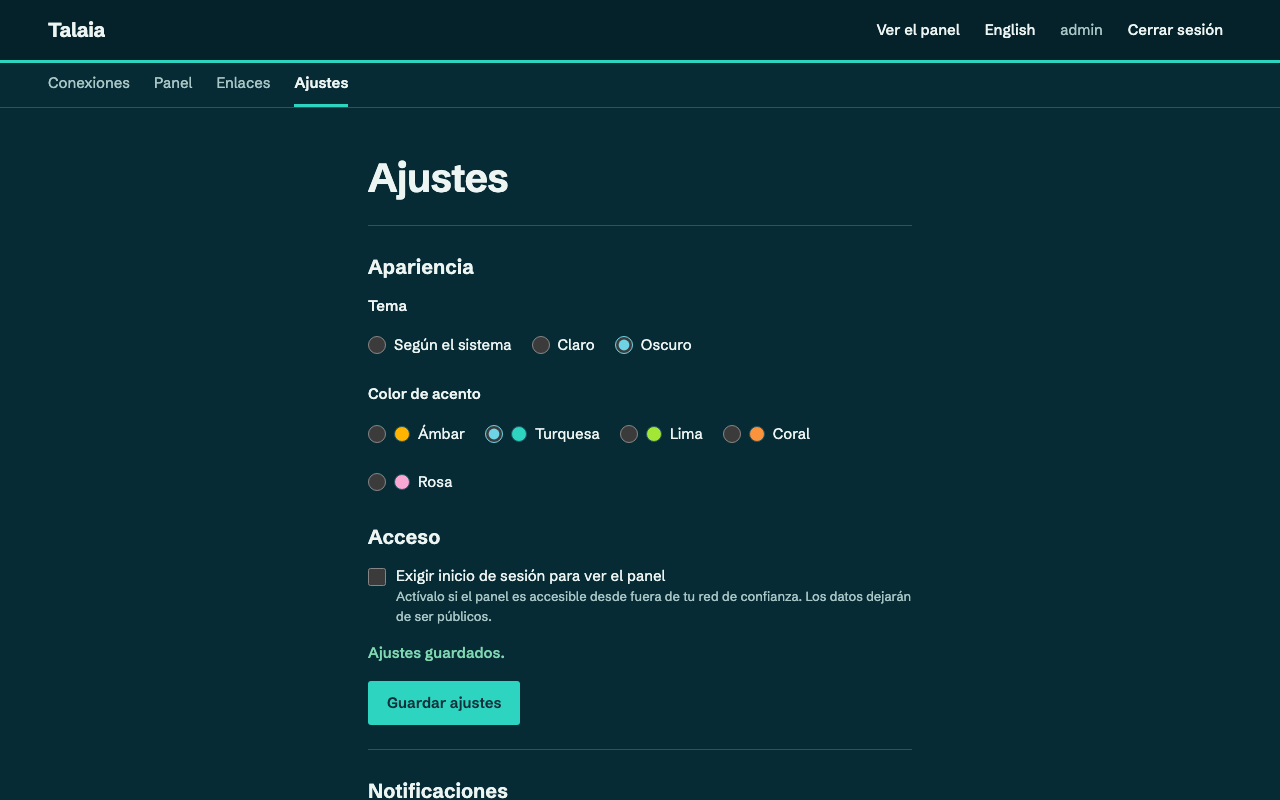 Talaia
Ver el panel English admin Cerrar sesión
Conexiones Panel Enlaces Ajustes
Ajustes
Apariencia
Tema
Según el sistema Claro Oscuro
Color de acento
Ámbar Turquesa Lima Coral
Rosa
Acceso
Exigir inicio de sesión para ver el panel
Actívalo si el panel es accesible desde fuera de tu red de confianza. Los datos dejarán
de ser públicos.
Ajustes guardados.
Guardar ajustes
Notificaciones